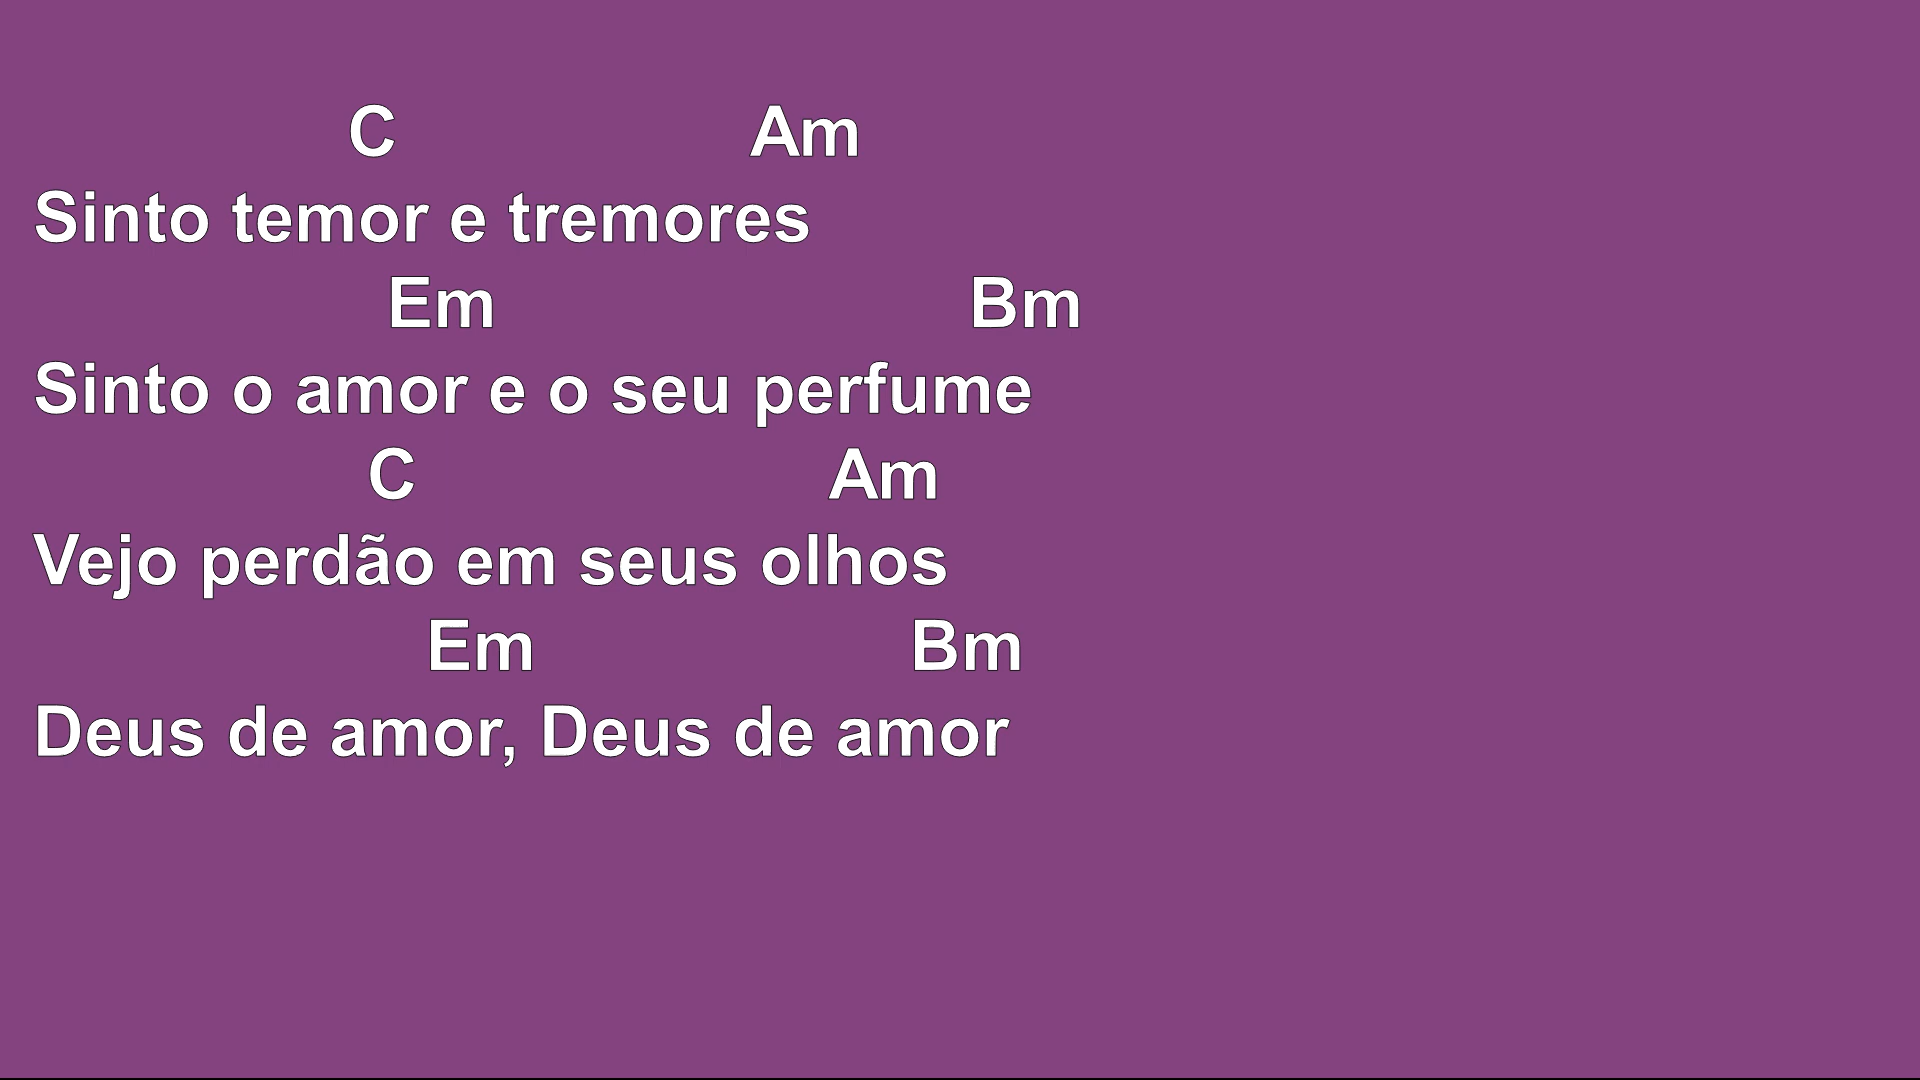 C Am
Sinto temor e tremores
Em Bm
Sinto o amor e o seu perfume
C Am
Vejo perdão em seus olhos
Em Bm
Deus de amor, Deus de amor